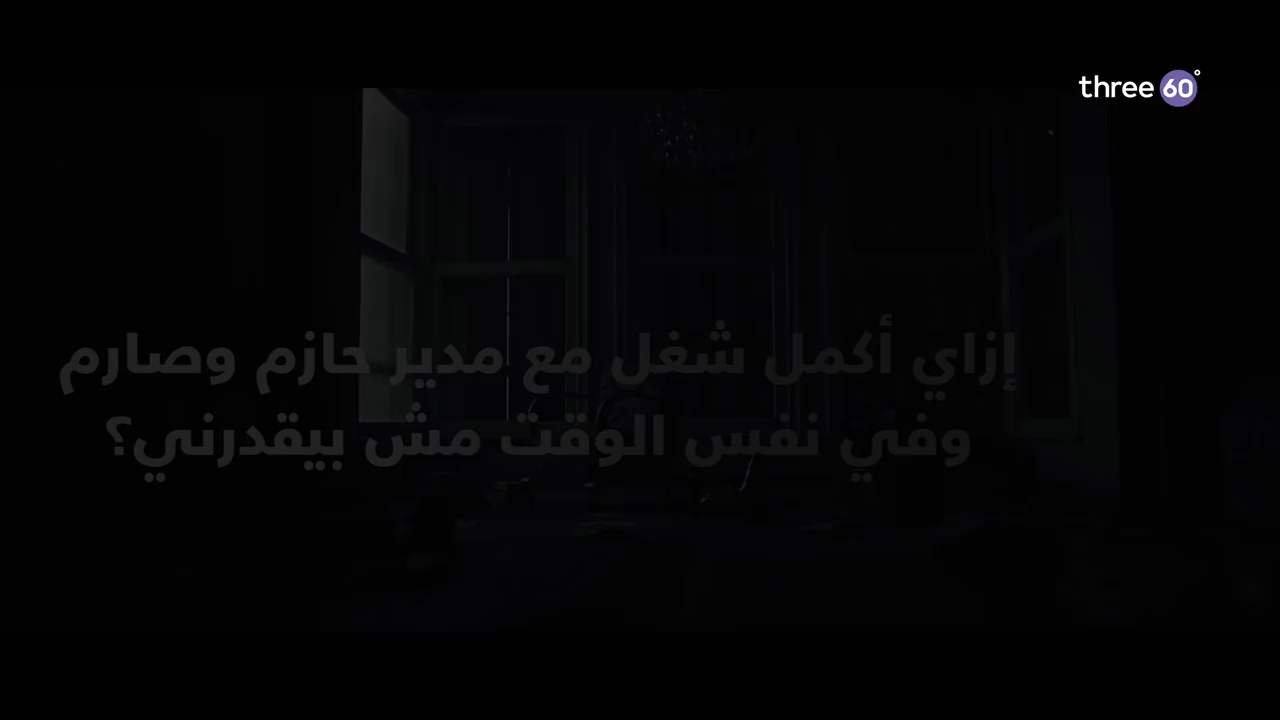 three 60°
إزاي أكمل شغل مع مدير حازم وصارم
وفي نفس الوقت مش بيقدرني؟